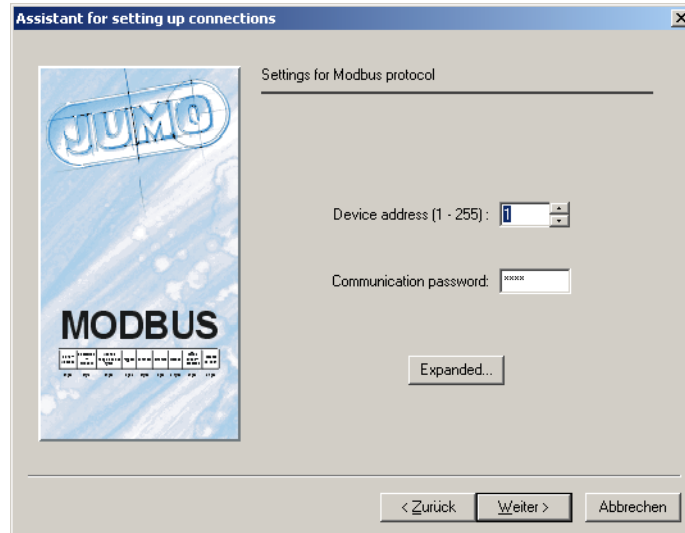 Assistant for setting up connections
Settings for Modbus protocol
JUMO
Device address (1 - 255) : 1
Communication password: ****
MODBUS
Expanded...
< Zurück Weiter > Abbrechen